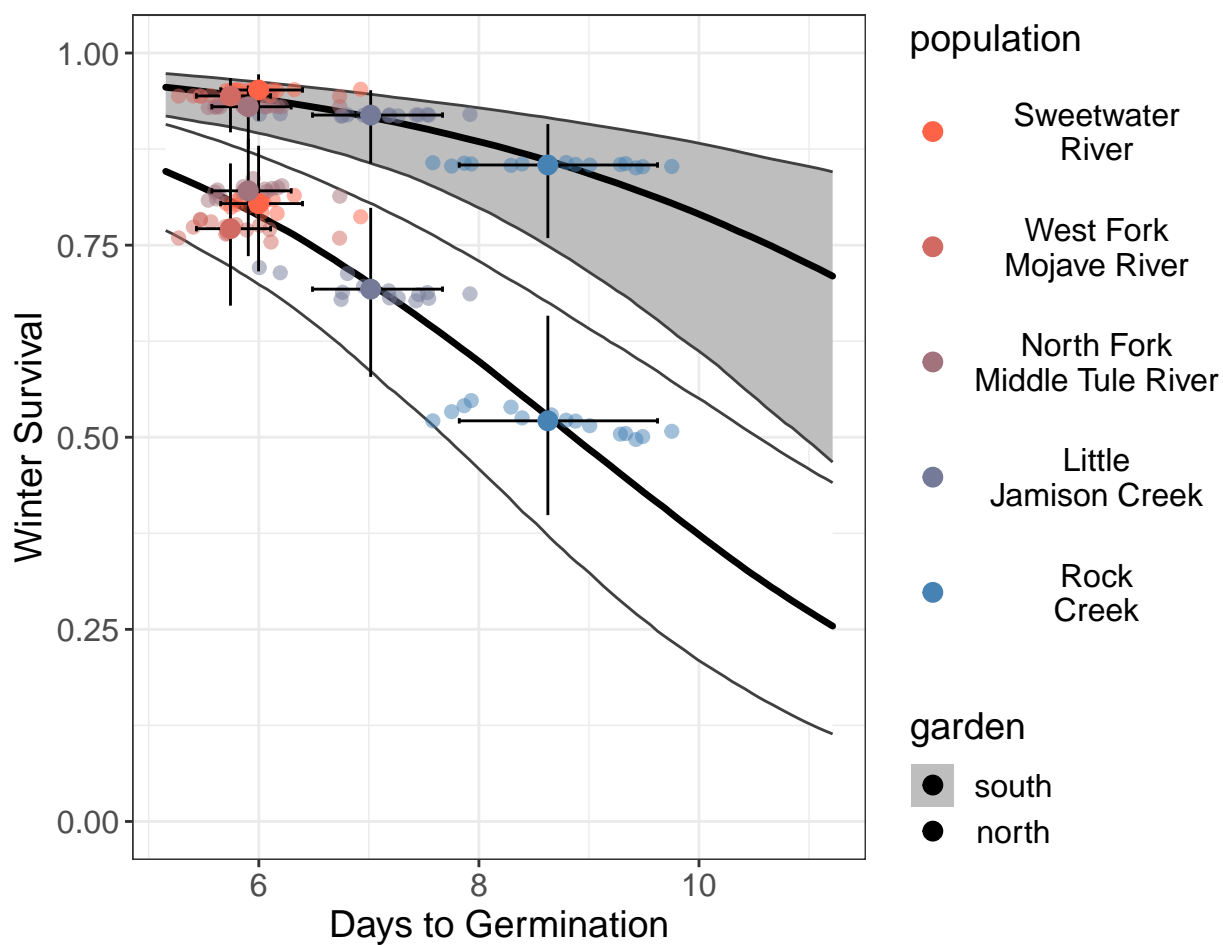 1.00
0.75
0.50
0.25
0.00
Winter Survival
6
8
10
Days to Germination
population
Sweetwater
River
West Fork
Mojave River
North Fork
Middle Tule River
Little
Jamison Creek
Rock
Creek
garden
south
north